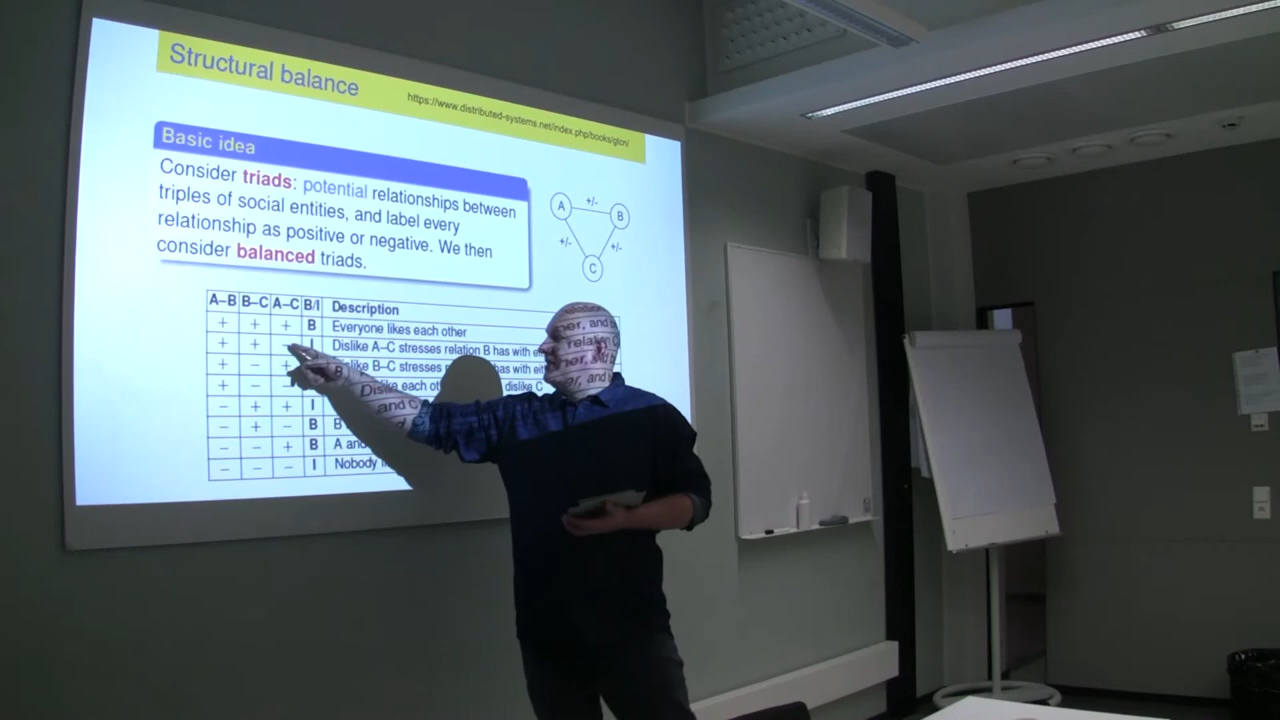 Structural balance
https://www.distributed-systems.net/index.php/books/gtcn/
Basic idea
Consider triads: potential relationships between
triples of social entities, and label every
relationship as positive or negative. We then
consider balanced triads.
A +/- B
+/- +/-
C
A–B B–C A–C B/I Description
+ + + B Everyone likes each other
+ + – I Dislike A–C stresses relation B has with
+ – + Dislike B–C stresses has with
+ – Dislike each dislike C
– + + I
– + – B B
– – + B A and
– – – I Nobody